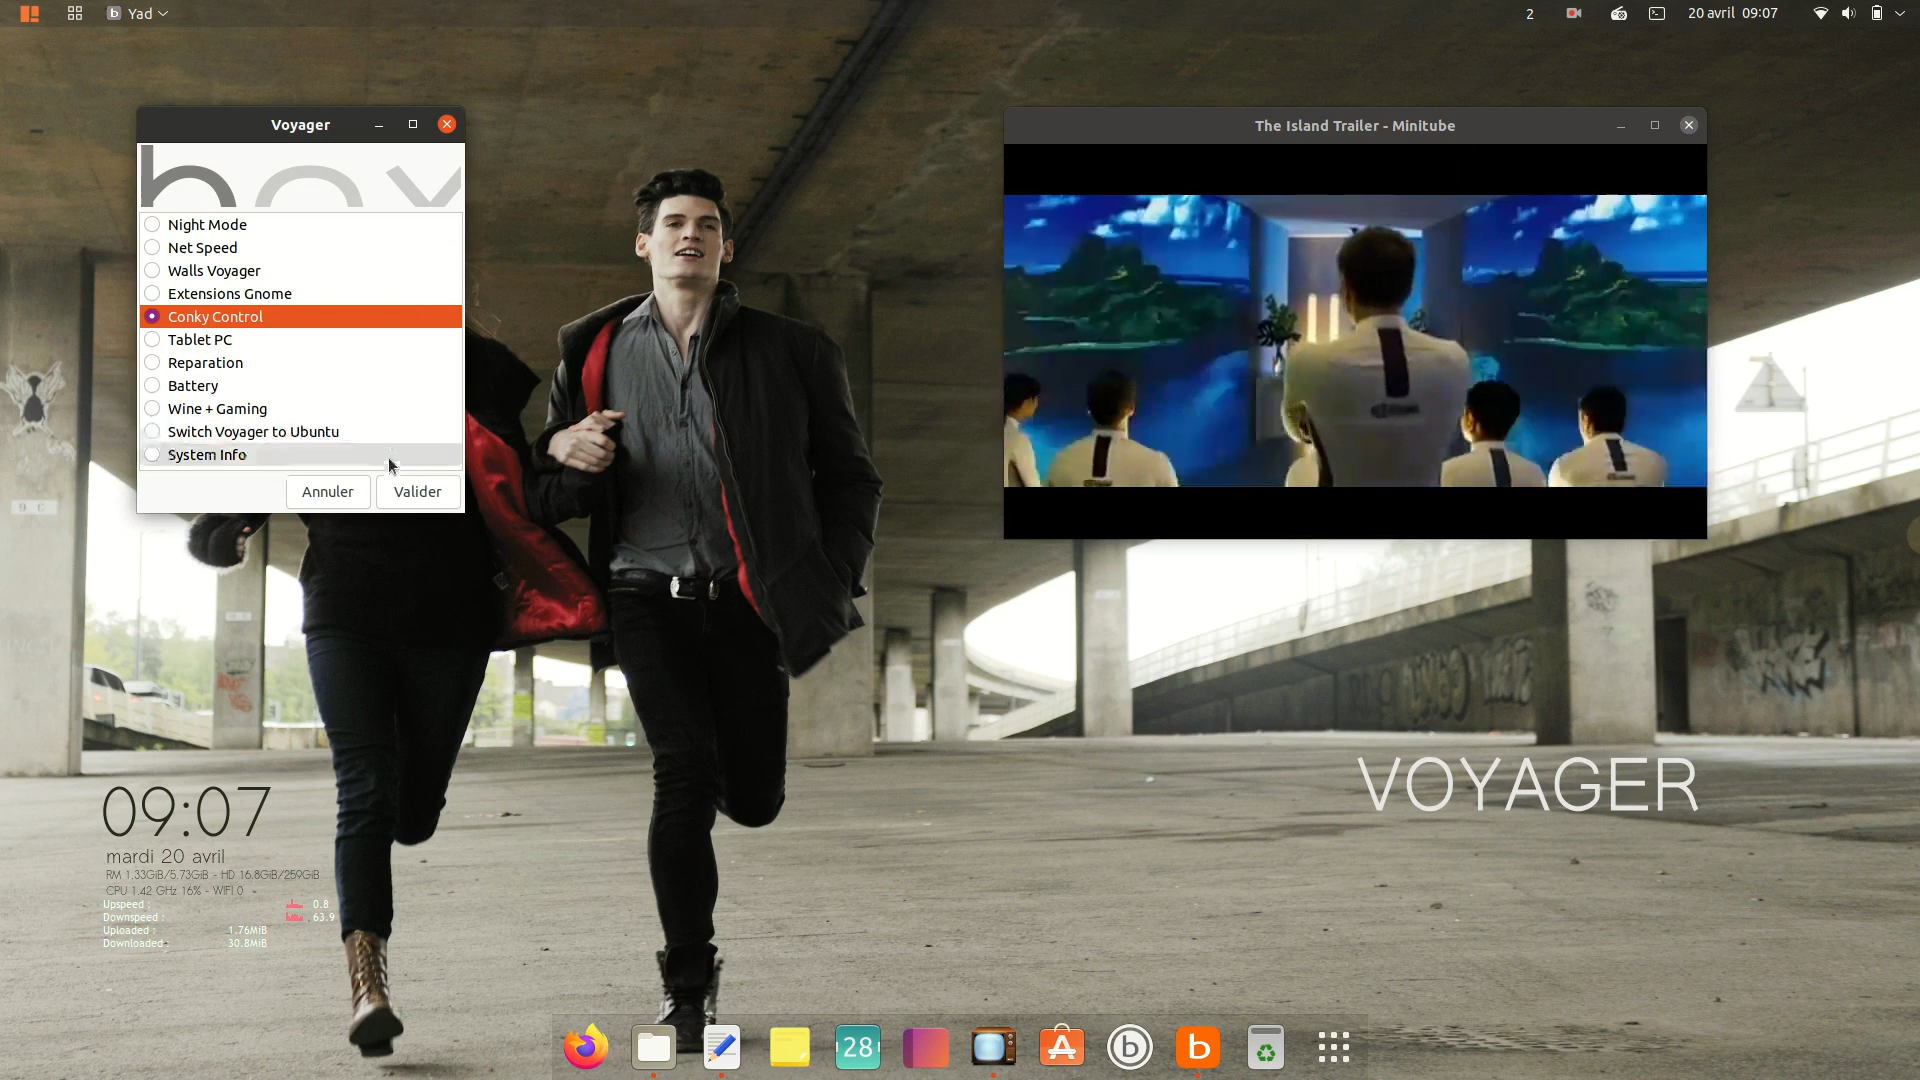 Yad
2
20 avril 09:07
Voyager
box
Night Mode
Net Speed
Walls Voyager
Extensions Gnome
Conky Control
Tablet PC
Reparation
Battery
Wine + Gaming
Switch Voyager to Ubuntu
System Info
Annuler
Valider
The Island Trailer - Minitube
VOYAGER
09:07
mardi 20 avril
RM 1.33GiB/5.73GiB - HD 16.8GiB/259GiB
CPU 1.42 GHz 16% - WIFI 0
Upspeed : 0.8
Downspeed : 63.9
Uploaded : 1.76MiB
Downloaded : 30.8MiB
28
b
b